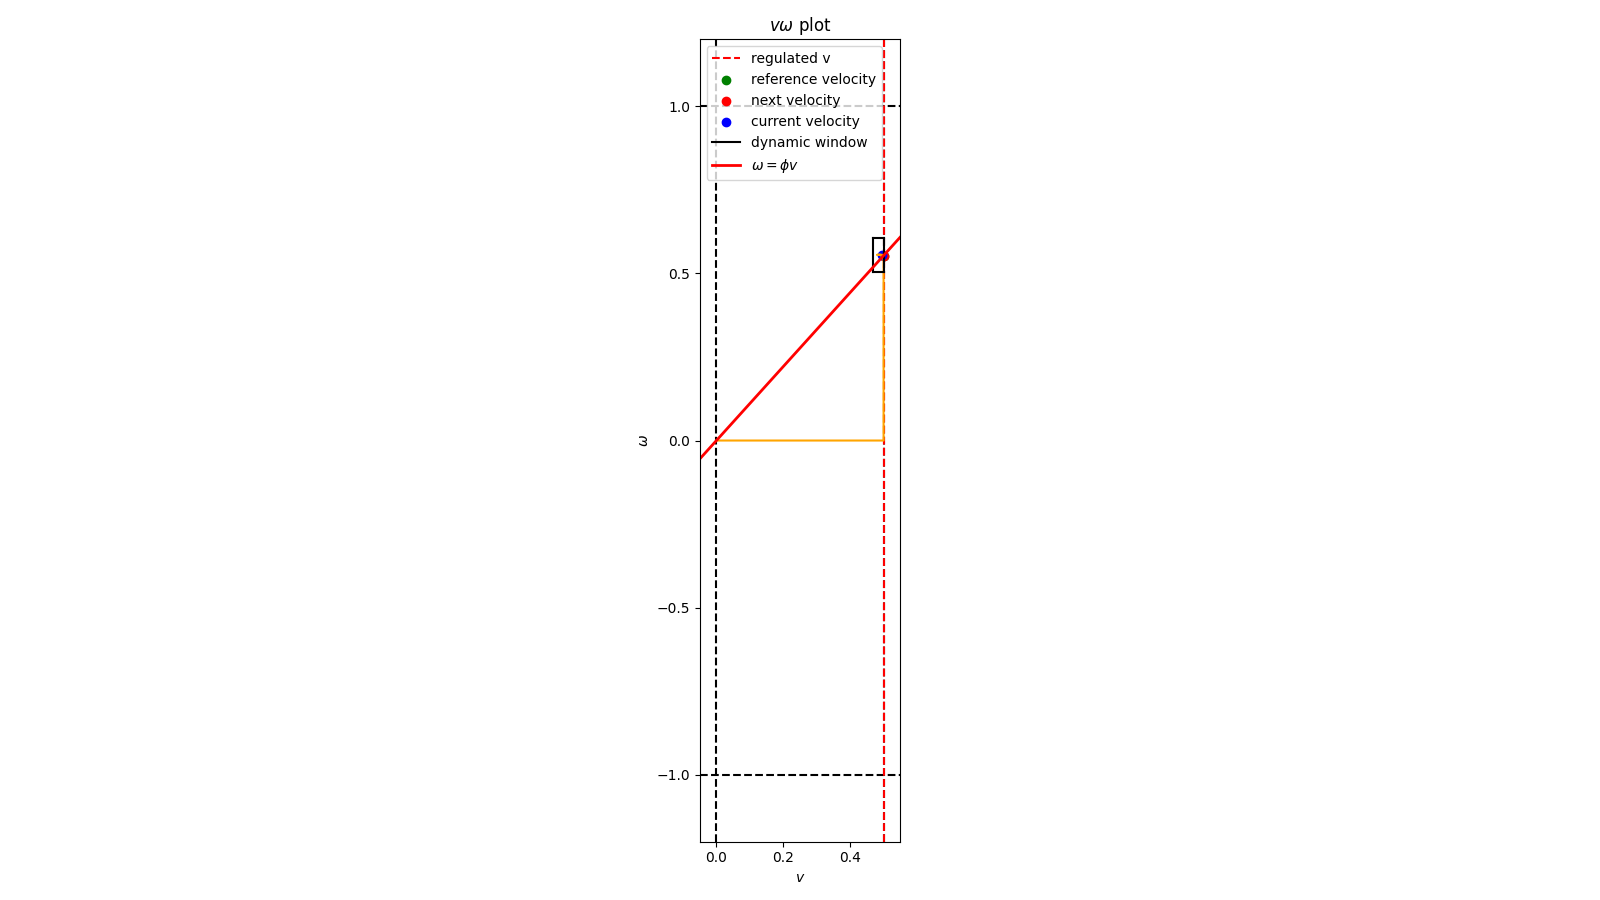 vω plot
regulated v
reference velocity
next velocity
current velocity
dynamic window
ω = ϕv
1.0
0.5
0.0
−0.5
−1.0
ω
0.0 0.2 0.4
v